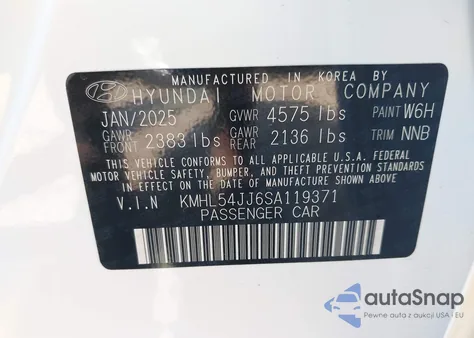 MANUFACTURED IN KOREA BY
HYUNDAI MOTOR COMPANY
JAN/2025 GVWR 4575 lbs PAINT W6H
GAWR FRONT 2383 lbs GAWR REAR 2136 lbs TRIM NNB
THIS VEHICLE CONFORMS TO ALL APPLICABLE U.S.A FEDERAL
MOTOR VEHICLE SAFETY, BUMPER, AND THEFT PREVENTION
STANDARDS IN EFFECT ON THE DATE OF MANUFACTURE SHOWN ABOVE.
V.I.N KMHL54JJ6SA119371
PASSENGER CAR
autoSnap
Pewne auta z aukcji USA i EU